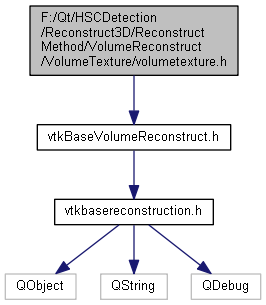 F:/Qt/HSCDetection
/Reconstruct3D/Reconstruct
Method/VolumeReconstruct
/VolumeTexture/volumetexture.h
vtkBaseVolumeReconstruct.h
vtkbasereconstruction.h
QObject
QString
QDebug